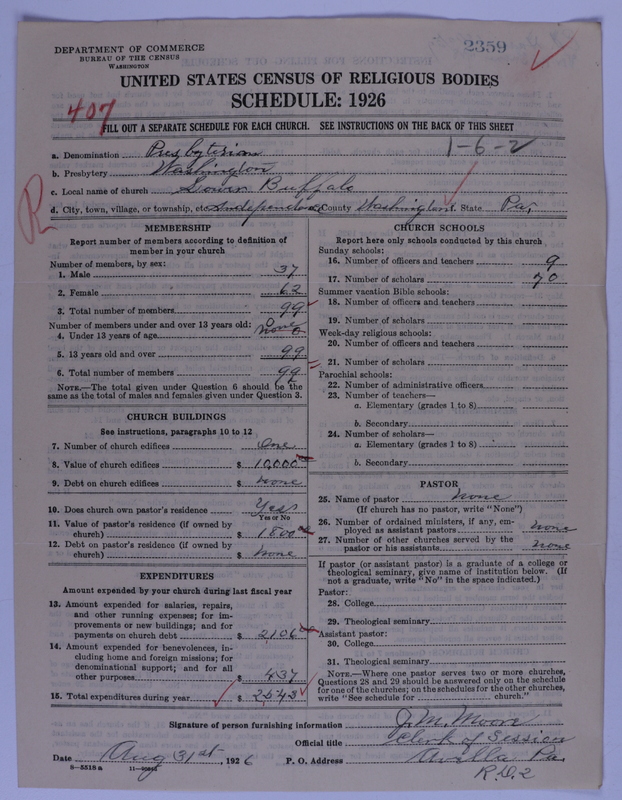 DEPARTMENT OF COMMERCE
BUREAU OF THE CENSUS
WASHINGTON
2359
UNITED STATES CENSUS OF RELIGIOUS BODIES
SCHEDULE: 1926
407
FILL OUT A SEPARATE SCHEDULE FOR EACH CHURCH. SEE INSTRUCTIONS ON THE BACK OF THIS SHEET
1-6-2
a. Denomination Presbyterian
b. Presbytery Washington
c. Local name of church Lower Buffalo
d. City, town, village, or township, etc. Independence County Washington State Pa.
R
MEMBERSHIP
Report number of members according to definition of member in your church
Number of members, by sex:
1. Male 37
2. Female 62
3. Total number of members 99
Number of members under and over 13 years old:
4. Under 13 years of age none 0
5. 13 years old and over 99
6. Total number of members 99
NOTE.—The total given under Question 6 should be the same as the total of males and females given under Question 3.
CHURCH BUILDINGS
See instructions, paragraphs 10 to 12
7. Number of church edifices One
8. Value of church edifices $ 10,000
9. Debt on church edifices $ none
10. Does church own pastor's residence? Yes
Yes or No
11. Value of pastor's residence (if owned by church) $ 1800
12. Debt on pastor's residence (if owned by church) $ none
EXPENDITURES
Amount expended by your church during last fiscal year
13. Amount expended for salaries, repairs, and other running expenses; for improvements or new buildings; and for payments on church debt $ 2106
14. Amount expended for benevolences, including home and foreign missions; for denominational support; and for all other purposes $ 437
15. Total expenditures during year $ 2543
CHURCH SCHOOLS
Report here only schools conducted by this church
Sunday schools:
16. Number of officers and teachers 9
17. Number of scholars 70
Summer vacation Bible schools:
18. Number of officers and teachers
19. Number of scholars
Week-day religious schools:
20. Number of officers and teachers
21. Number of scholars
Parochial schools:
22. Number of administrative officers
23. Number of teachers—
a. Elementary (grades 1 to 8)
b. Secondary
24. Number of scholars—
a. Elementary (grades 1 to 8)
b. Secondary
PASTOR
25. Name of pastor none
(If church has no pastor, write "None")
26. Number of ordained ministers, if any, employed as assistant pastors none
27. Number of other churches served by the pastor or his assistants none
If pastor (or assistant pastor) is a graduate of a college or theological seminary, give name of institution below. (If not a graduate, write "No" in the space indicated.)
Pastor:
28. College
29. Theological seminary
Assistant pastor:
30. College
31. Theological seminary
NOTE.—Where one pastor serves two or more churches, Questions 28 and 29 should be answered only on the schedule for one of the churches; on the schedules for the other churches, write "See schedule for church."
Signature of person furnishing information J. M. Moore
Official title Clerk of Session
Date Aug 31st, 1926 P. O. Address Avella Pa.
R.D.2
8-5518a